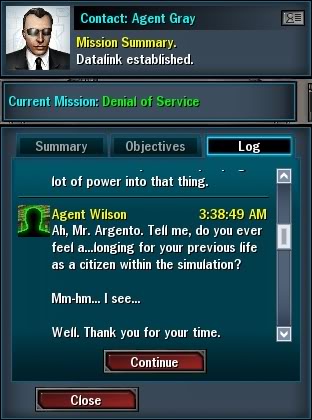 Contact: Agent Gray
Mission Summary.
Datalink established.
Current Mission: Denial of Service
Summary
Objectives
Log
lot of power into that thing.
Agent Wilson 3:38:49 AM
Ah, Mr. Argento. Tell me, do you ever
feel a...longing for your previous life
as a citizen within the simulation?
Mm-hm... I see...
Well. Thank you for your time.
Continue
Close